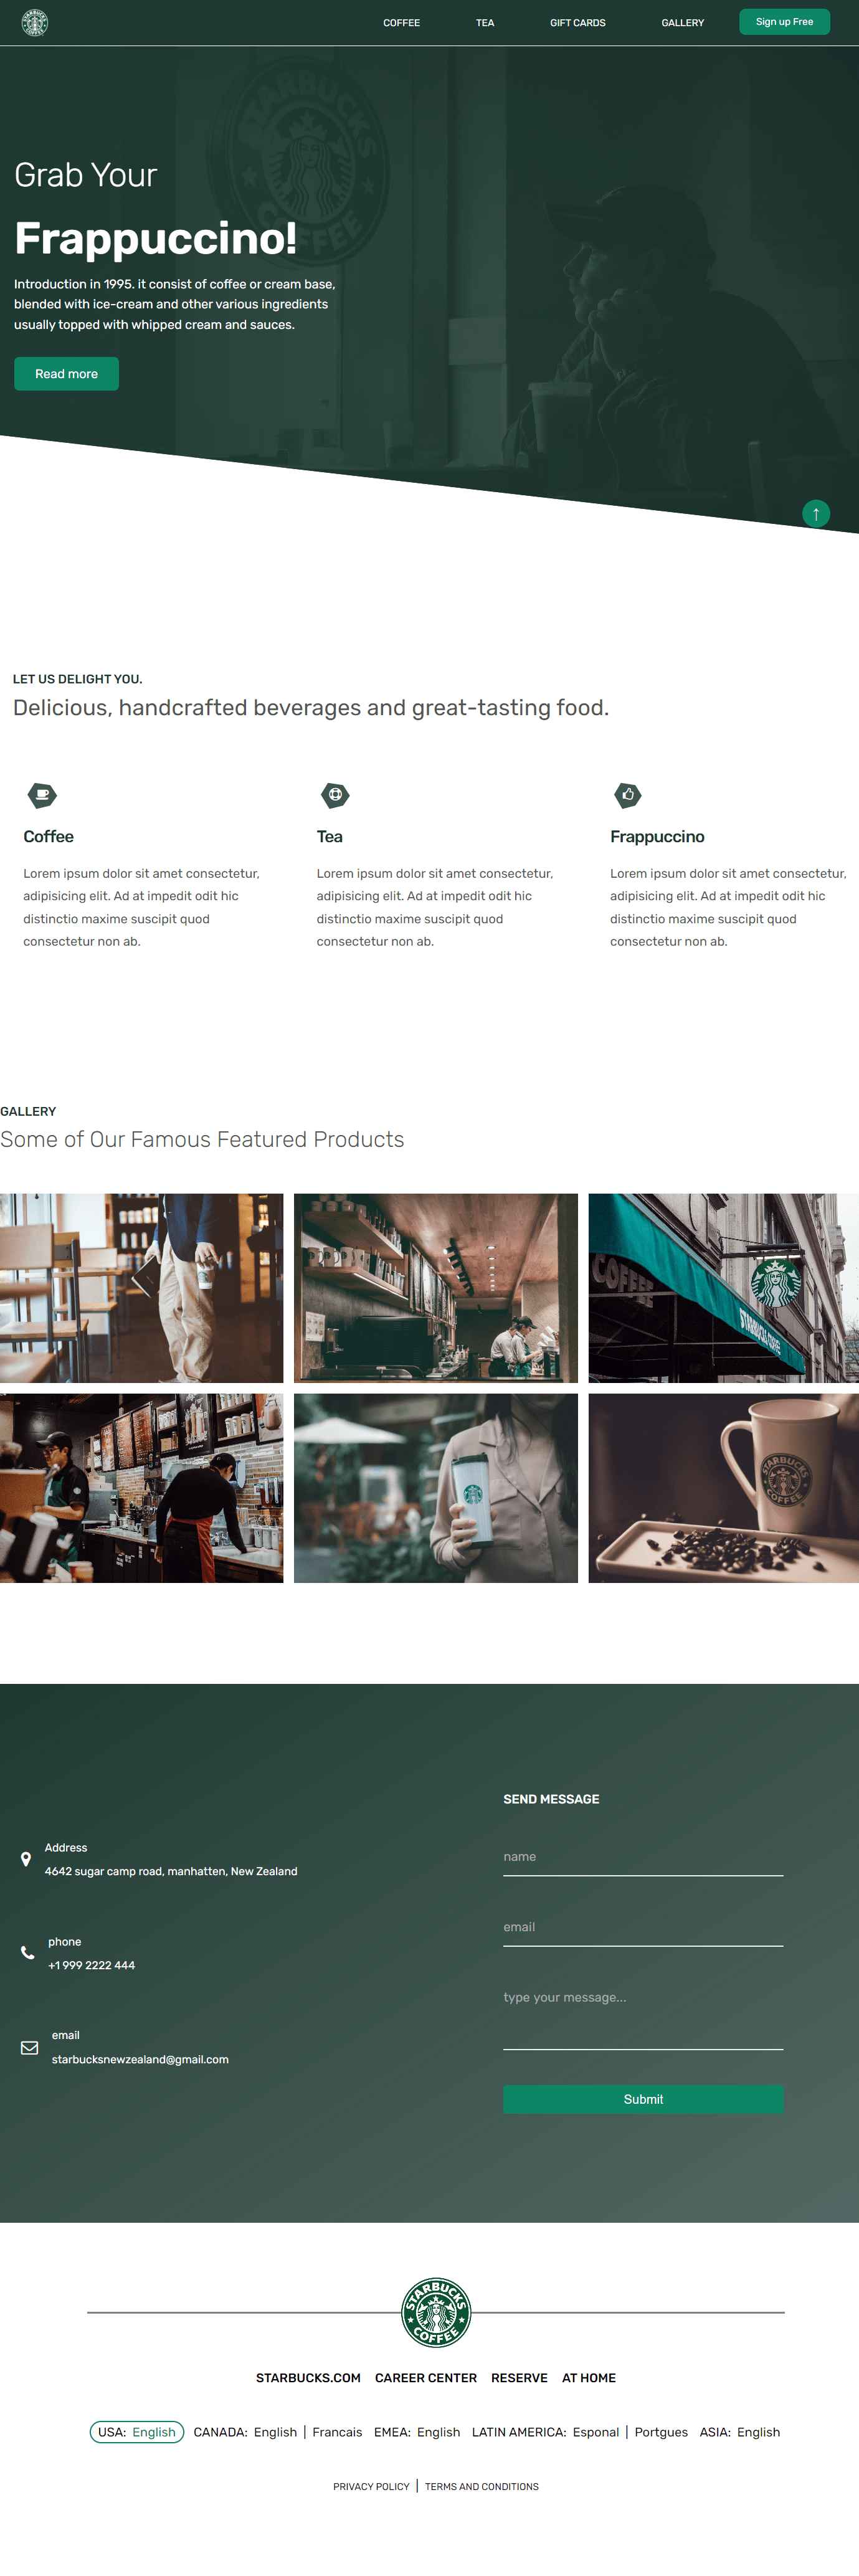 COFFEE TEA GIFT CARDS GALLERY Sign up Free
STARBUCKS
COFFEE
Grab Your
Frappuccino!
Introduction in 1995. it consist of coffee or cream base,
blended with ice-cream and other various ingredients
usually topped with whipped cream and sauces.
Read more
↑
LET US DELIGHT YOU.
Delicious, handcrafted beverages and great-tasting food.
Coffee
Lorem ipsum dolor sit amet consectetur,
adipisicing elit. Ad at impedit odit hic
distinctio maxime suscipit quod
consectetur non ab.
Tea
Lorem ipsum dolor sit amet consectetur,
adipisicing elit. Ad at impedit odit hic
distinctio maxime suscipit quod
consectetur non ab.
Frappuccino
Lorem ipsum dolor sit amet consectetur,
adipisicing elit. Ad at impedit odit hic
distinctio maxime suscipit quod
consectetur non ab.
GALLERY
Some of Our Famous Featured Products
COFFEE
STARBUCKS
COFFEE
Address
4642 sugar camp road, manhatten, New Zealand
phone
+1 999 2222 444
email
starbucksnewzealand@gmail.com
SEND MESSAGE
name
email
type your message...
Submit
STARBUCKS
COFFEE
STARBUCKS.COM CAREER CENTER RESERVE AT HOME
USA: English CANADA: English | Francais EMEA: English LATIN AMERICA: Esponal | Portgues ASIA: English
PRIVACY POLICY | TERMS AND CONDITIONS